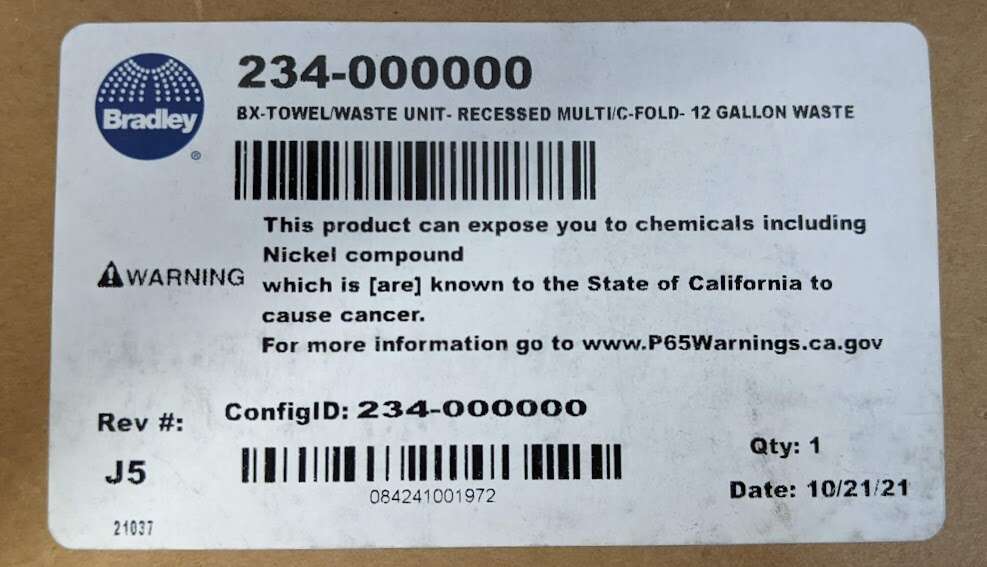 Bradley
®
234-000000
BX-TOWEL/WASTE UNIT- RECESSED MULTI/C-FOLD- 12 GALLON WASTE
This product can expose you to chemicals including
Nickel compound
WARNING
which is [are] known to the State of California to
cause cancer.
For more information go to www.P65Warnings.ca.gov
Rev #:
J5
21037
ConfigID: 234-000000
084241001972
Qty: 1
Date: 10/21/21